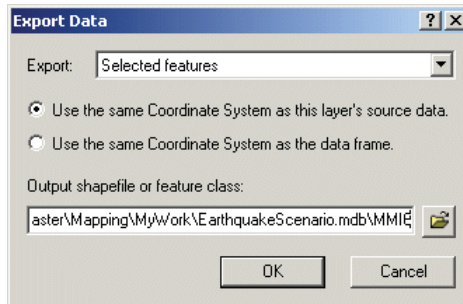 Export Data
Export: Selected features
Use the same Coordinate System as this layer's source data.
Use the same Coordinate System as the data frame.
Output shapefile or feature class:
aster\Mapping\MyWork\EarthquakeScenario.mdb\MMI
OK Cancel